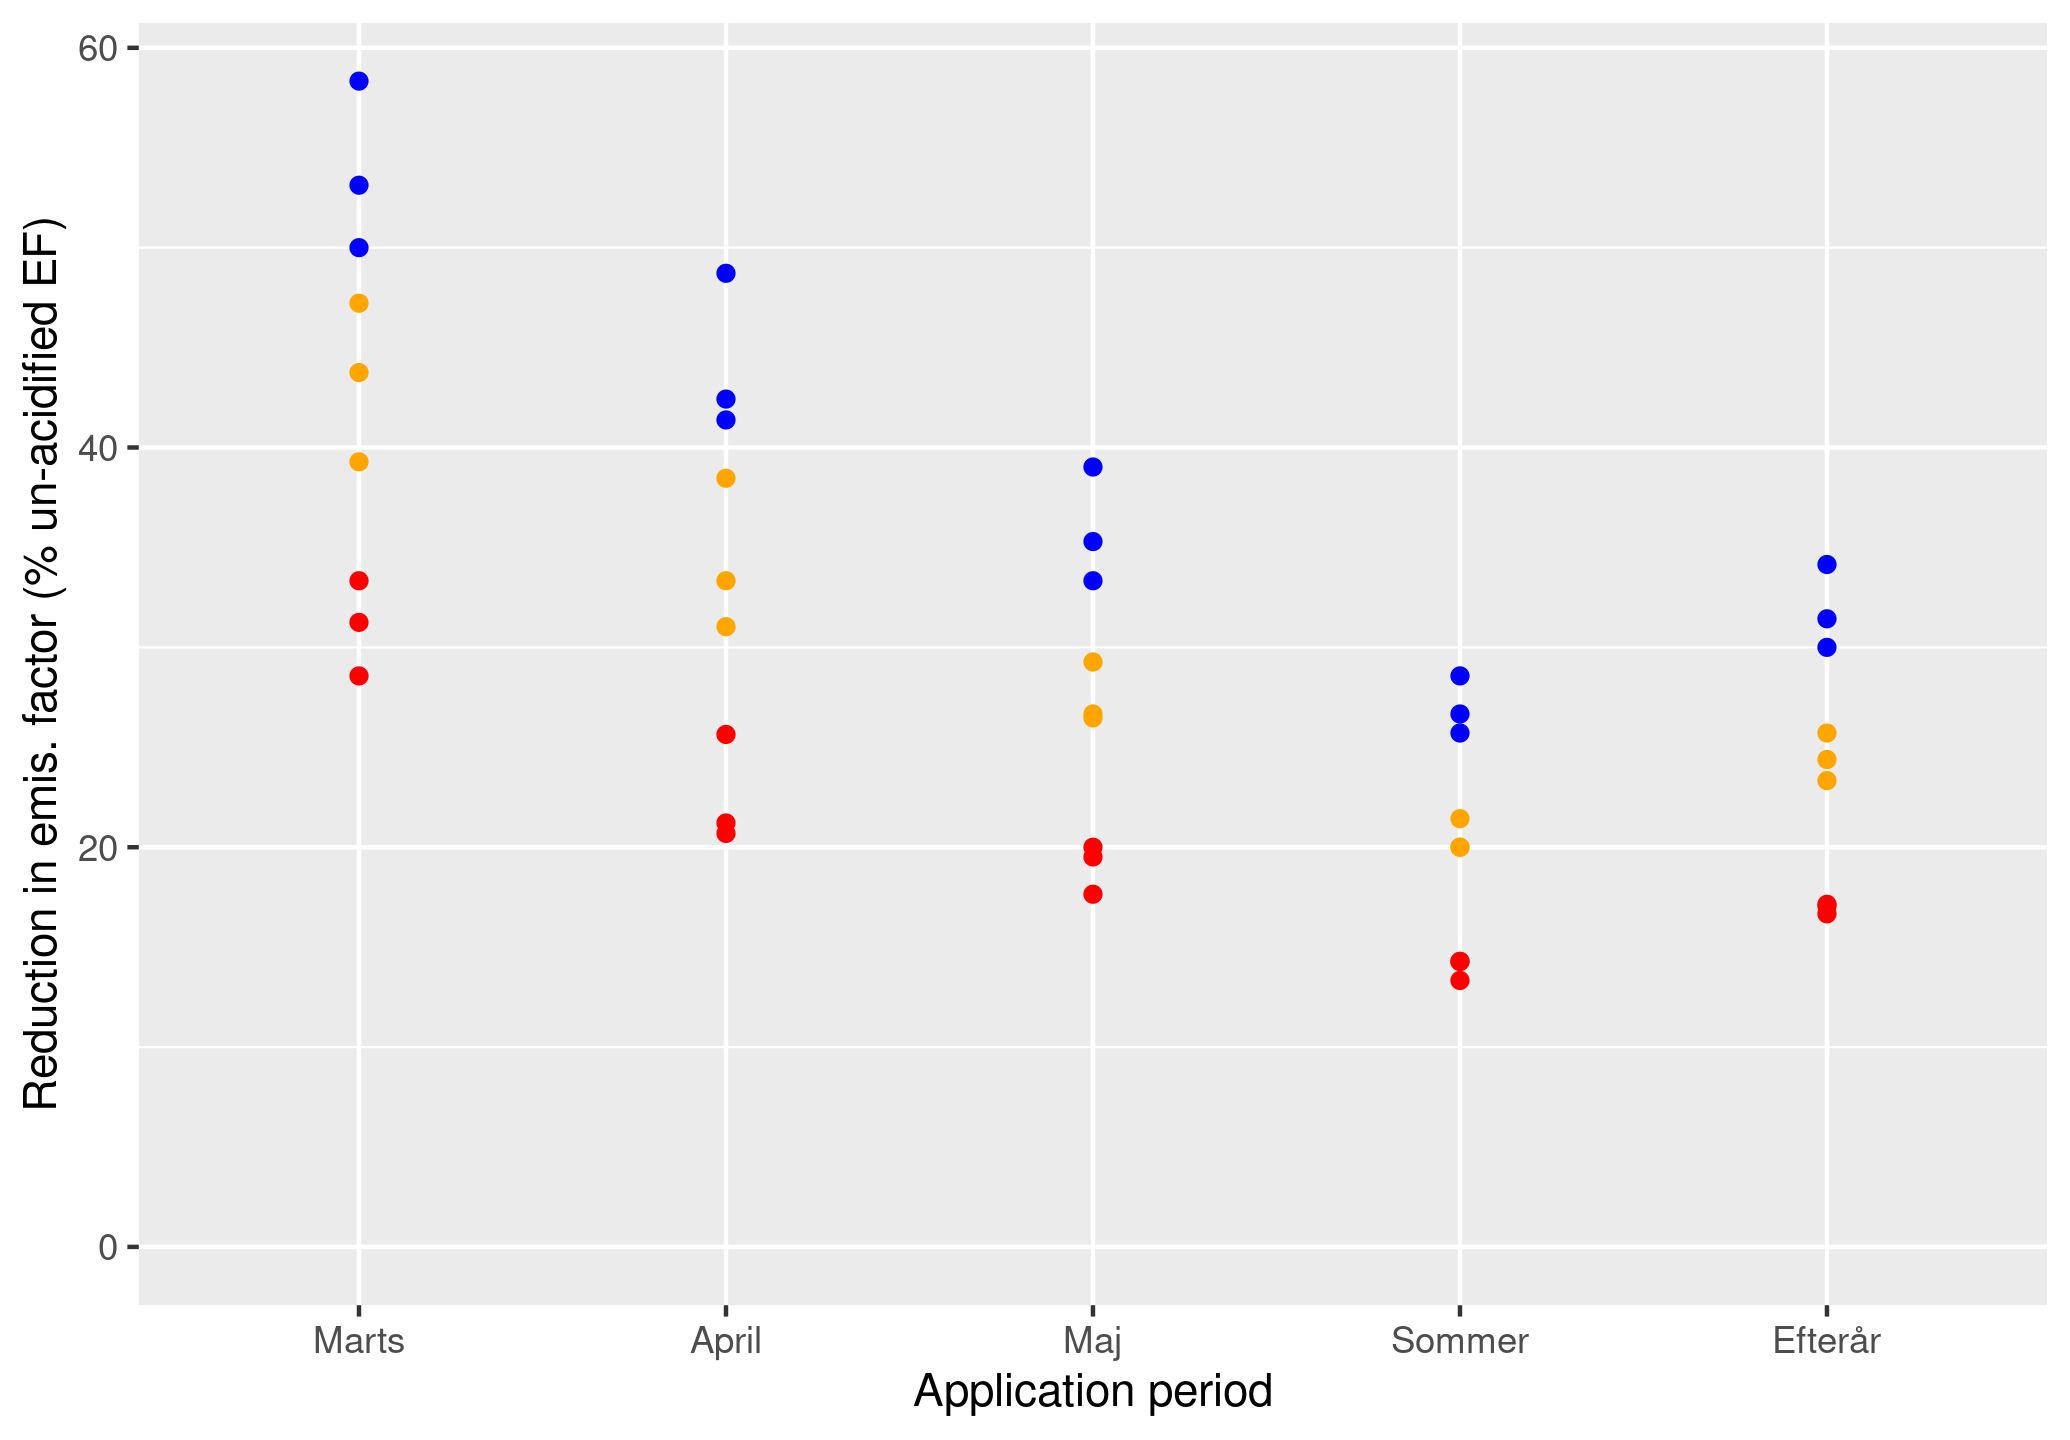 Reduction in emis. factor (% un-acidified EF)
60
40
20
0
Marts April Maj Sommer Efterår
Application period